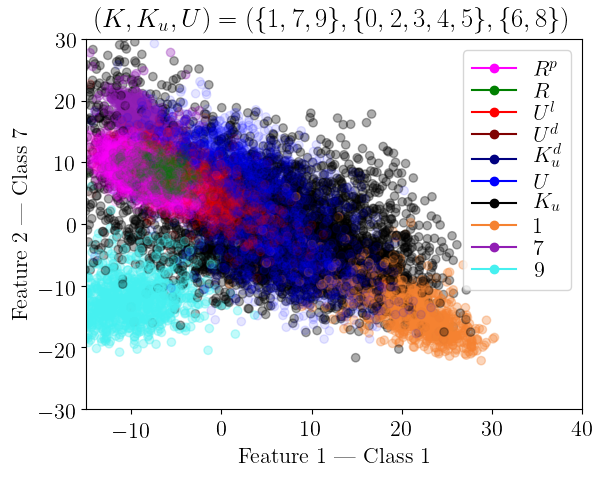 (K, K_u, U) = ({1, 7, 9}, {0, 2, 3, 4, 5}, {6, 8})
30
20
10
0
−10
−20
−30
Feature 2 — Class 7
R^p
R
U^l
U^d
K_u^d
U
K_u
1
7
9
−10
0
10
20
30
40
Feature 1 — Class 1